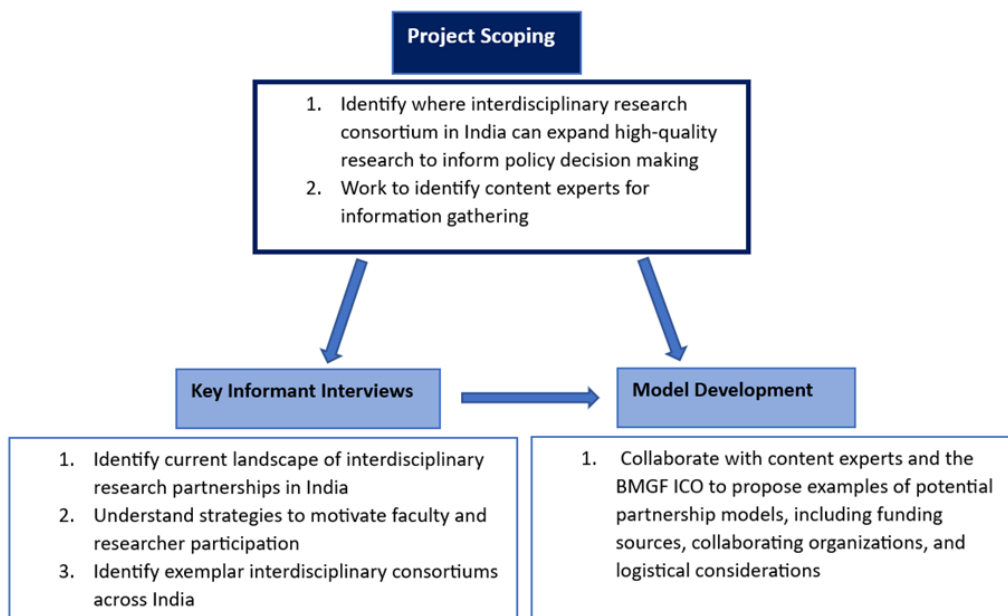 Project Scoping
1. Identify where interdisciplinary research
consortium in India can expand high-quality
research to inform policy decision making
2. Work to identify content experts for
information gathering
Key Informant Interviews
1. Identify current landscape of interdisciplinary
research partnerships in India
2. Understand strategies to motivate faculty and
researcher participation
3. Identify exemplar interdisciplinary consortiums
across India
Model Development
1. Collaborate with content experts and the
BMGF ICO to propose examples of potential
partnership models, including funding
sources, collaborating organizations, and
logistical considerations